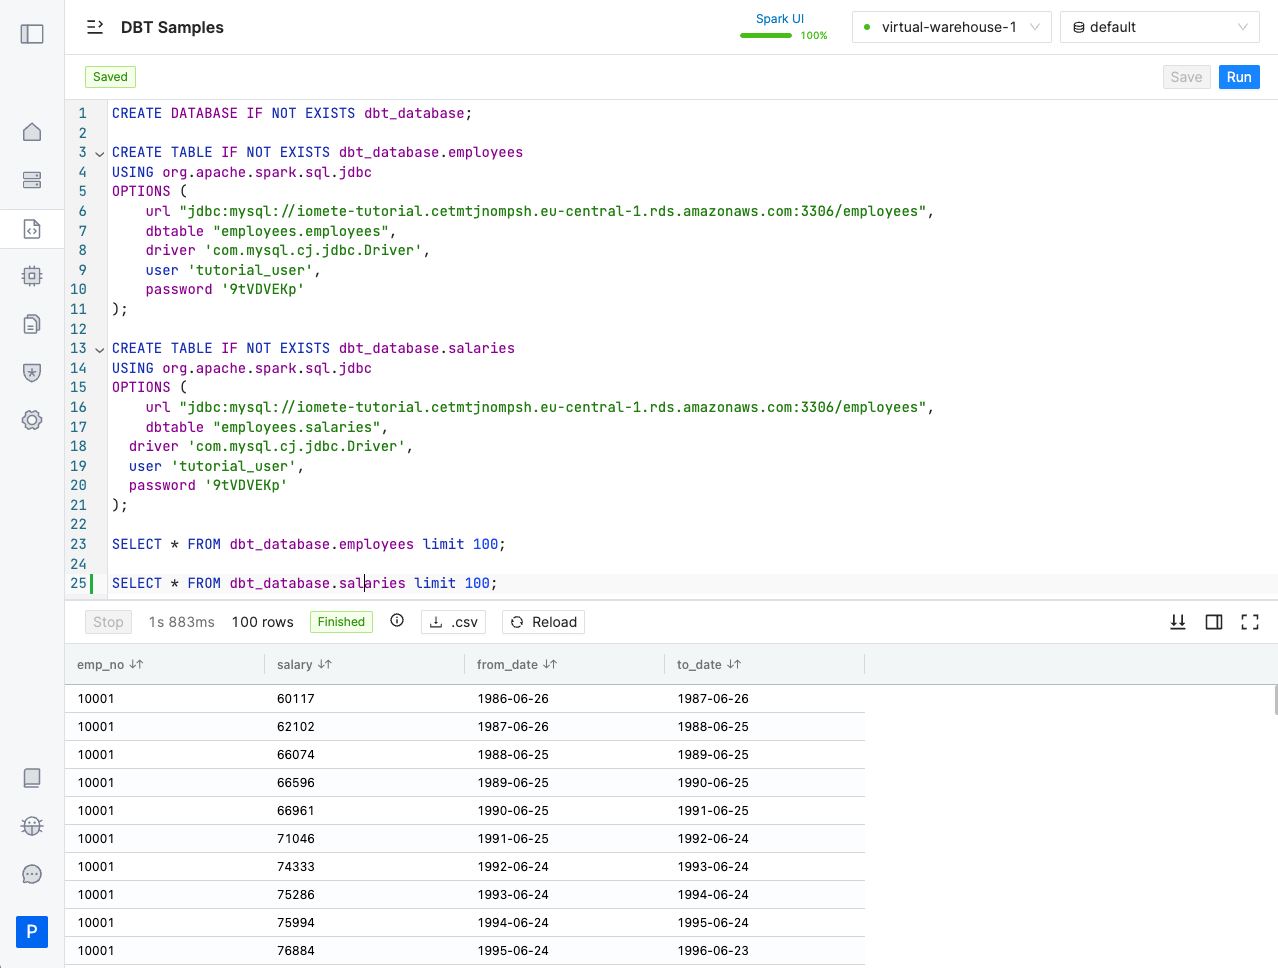 DBT Samples
Spark UI
100%
virtual-warehouse-1
default
Saved
Save
Run
1 CREATE DATABASE IF NOT EXISTS dbt_database;
2
3 CREATE TABLE IF NOT EXISTS dbt_database.employees
4 USING org.apache.spark.sql.jdbc
5 OPTIONS (
6 url "jdbc:mysql://iomete-tutorial.cetmtjnompsh.eu-central-1.rds.amazonaws.com:3306/employees",
7 dbtable "employees.employees",
8 driver 'com.mysql.cj.jdbc.Driver',
9 user 'tutorial_user',
10 password '9tVDVEKp'
11 );
12
13 CREATE TABLE IF NOT EXISTS dbt_database.salaries
14 USING org.apache.spark.sql.jdbc
15 OPTIONS (
16 url "jdbc:mysql://iomete-tutorial.cetmtjnompsh.eu-central-1.rds.amazonaws.com:3306/employees",
17 dbtable "employees.salaries",
18 driver 'com.mysql.cj.jdbc.Driver',
19 user 'tutorial_user',
20 password '9tVDVEKp'
21 );
22
23 SELECT * FROM dbt_database.employees limit 100;
24
25 SELECT * FROM dbt_database.salaries limit 100;
Stop 1s 883ms 100 rows Finished .csv Reload
emp_no salary from_date to_date
10001 60117 1986-06-26 1987-06-26
10001 62102 1987-06-26 1988-06-25
10001 66074 1988-06-25 1989-06-25
10001 66596 1989-06-25 1990-06-25
10001 66961 1990-06-25 1991-06-25
10001 71046 1991-06-25 1992-06-24
10001 74333 1992-06-24 1993-06-24
10001 75286 1993-06-24 1994-06-24
10001 75994 1994-06-24 1995-06-24
10001 76884 1995-06-24 1996-06-23
P